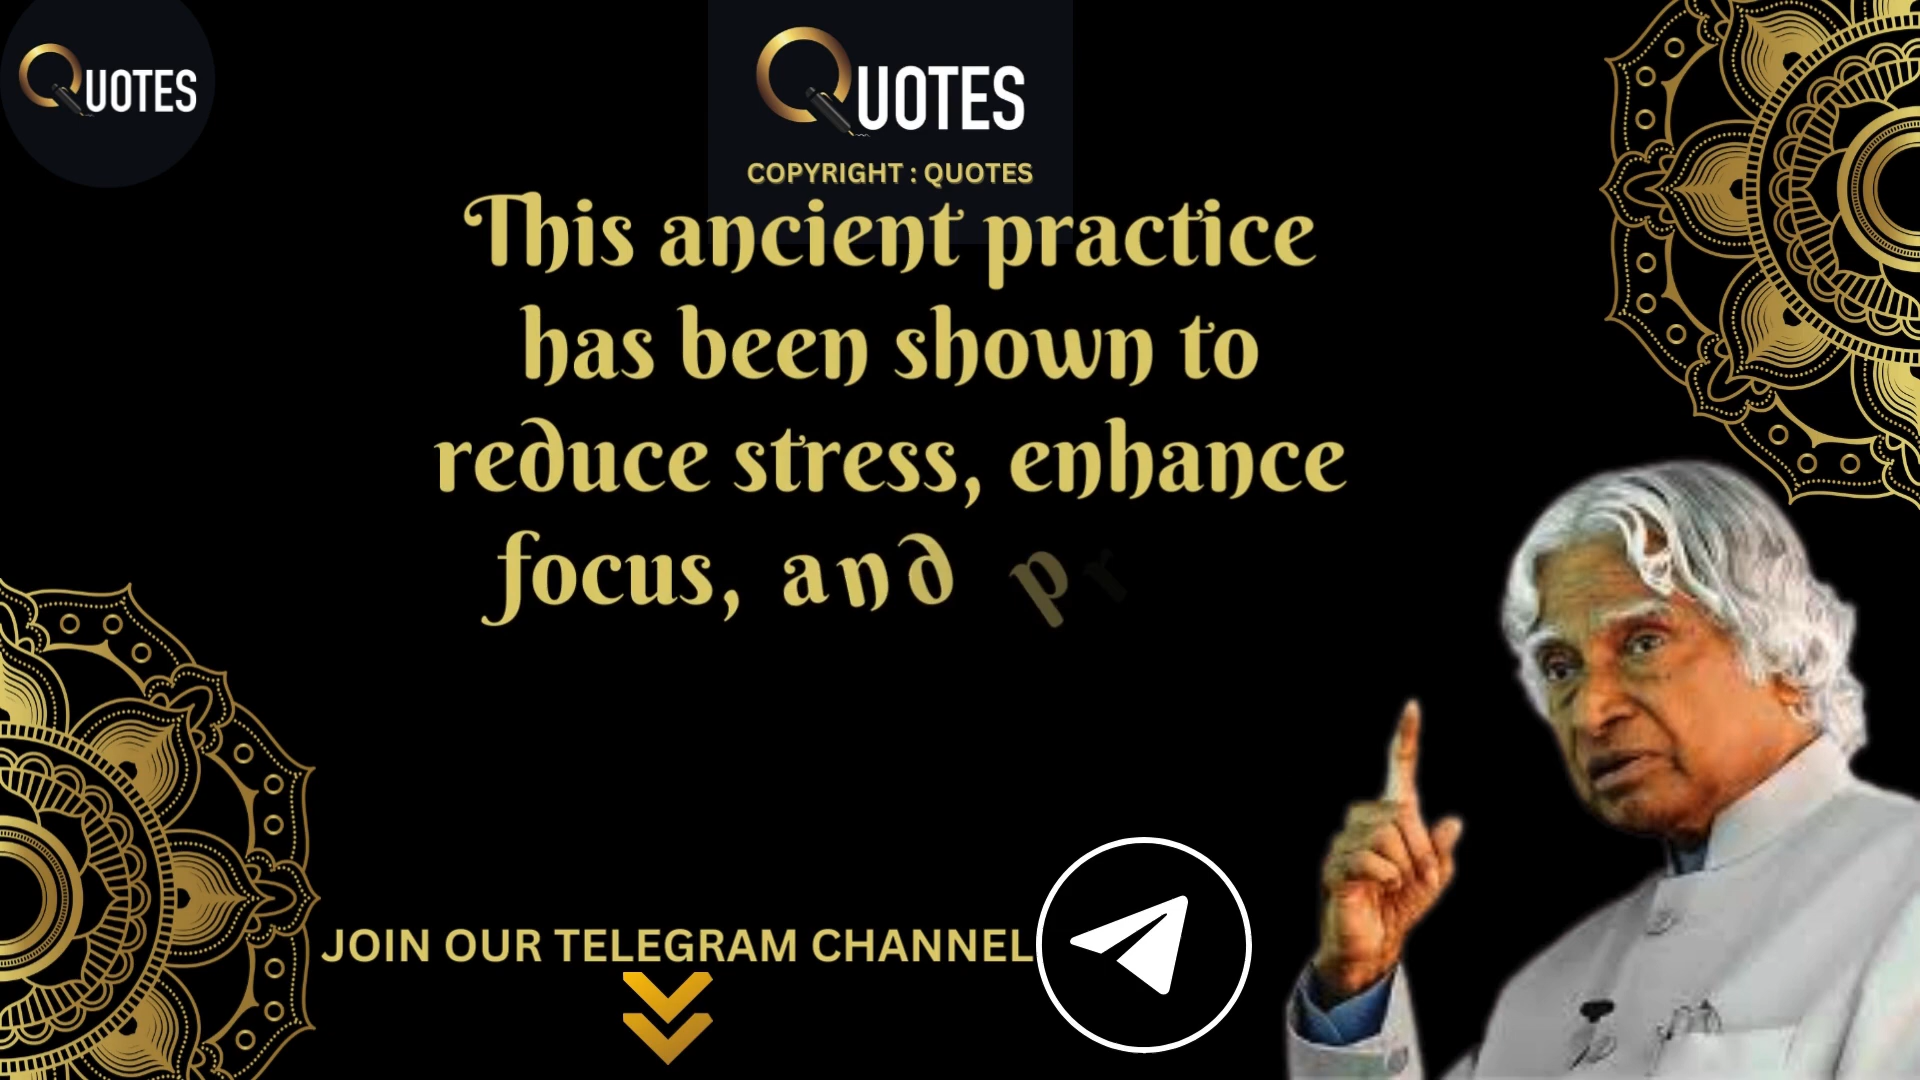 QUOTES
QUOTES
COPYRIGHT : QUOTES
This ancient practice
has been shown to
reduce stress, enhance
focus, and pr
JOIN OUR TELEGRAM CHANNEL